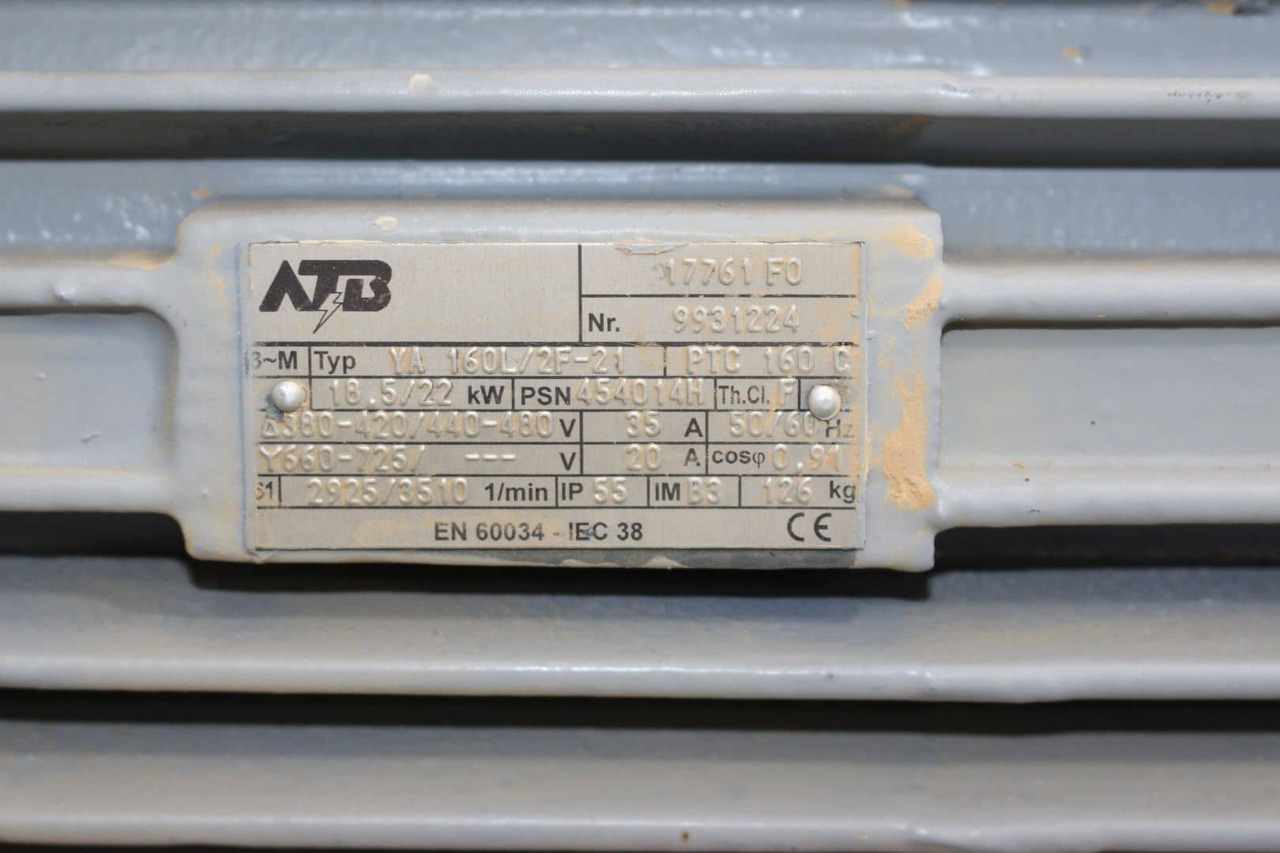 ATB
17761 F0
Nr. 9931224
3~M Typ YA 160L/2F-21 PTC 160 C
18.5/22 kW PSN 454014H Th.Cl. F
Δ380-420/440-480 V 35 A 50/60 Hz
Y660-725/ --- V 20 A cosφ 0,91
S1 2925/3510 1/min IP 55 IM B3 126 kg
EN 60034 - IEC 38 CE